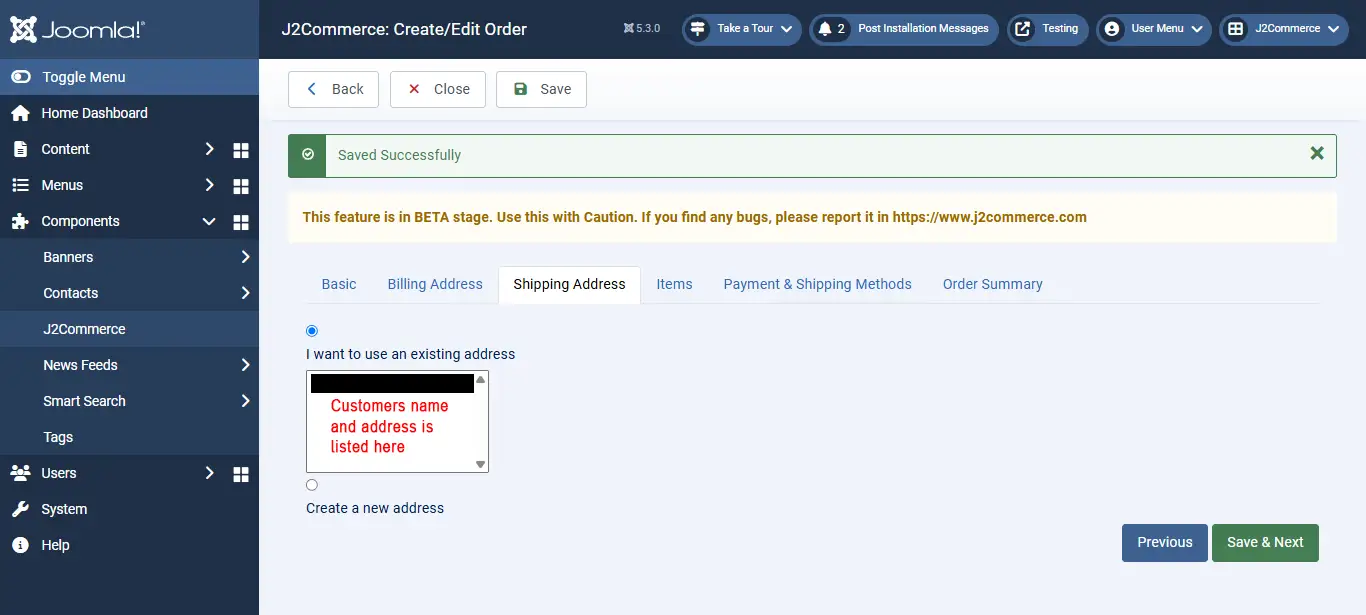 Joomla!
J2Commerce: Create/Edit Order
5.3.0
Take a Tour
2 Post Installation Messages
Testing
User Menu
J2Commerce
Toggle Menu
Home Dashboard
Content
Menus
Components
Banners
Contacts
J2Commerce
News Feeds
Smart Search
Tags
Users
System
Help
Back
Close
Save
Saved Successfully
This feature is in BETA stage. Use this with Caution. If you find any bugs, please report it in https://www.j2commerce.com
Basic
Billing Address
Shipping Address
Items
Payment & Shipping Methods
Order Summary
I want to use an existing address
Customers name
and address is
listed here
Create a new address
Previous
Save & Next